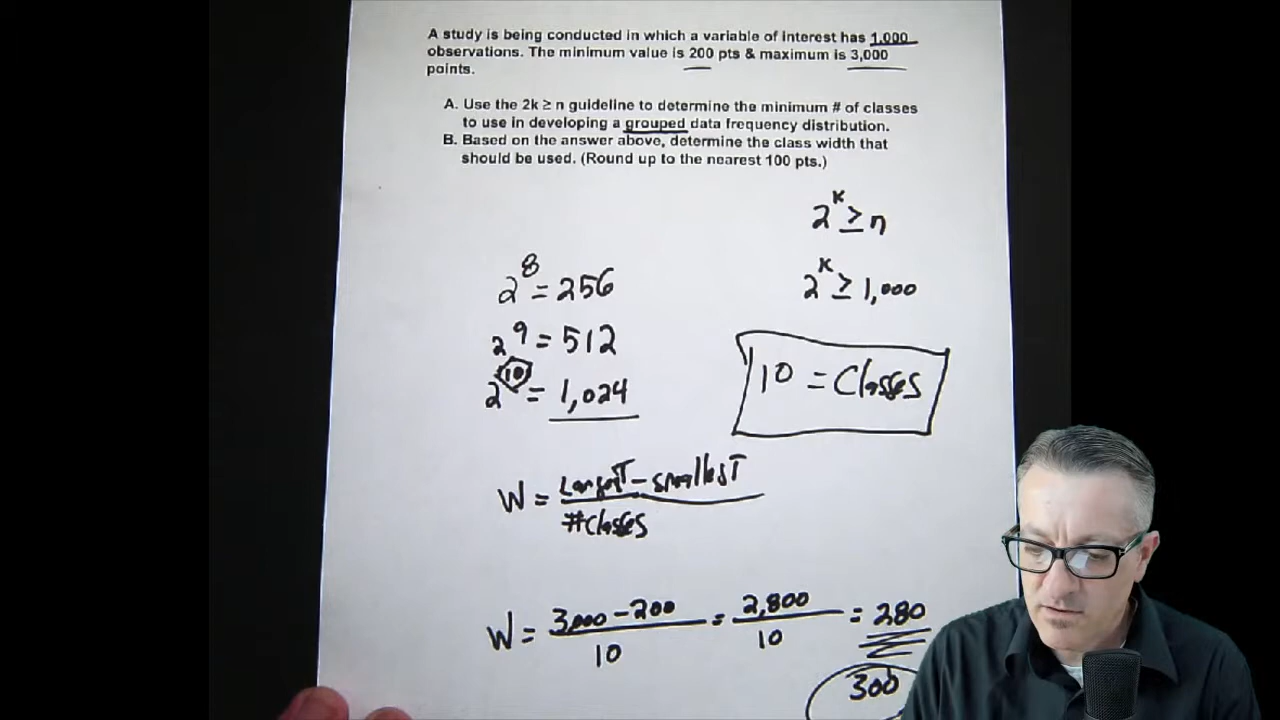 A study is being conducted in which a variable of interest has 1,000
observations. The minimum value is 200 pts & maximum is 3,000
points.
A. Use the 2k ≥ n guideline to determine the minimum # of classes
to use in developing a grouped data frequency distribution.
B. Based on the answer above, determine the class width that
should be used. (Round up to the nearest 100 pts.)
2^k ≥ n
2^k ≥ 1,000
2^8 = 256
2^9 = 512
2^10 = 1,024
10 = Classes
W = Largest - smallest / #classes
W = 3,000 - 200 / 10 = 2,800 / 10 = 280
300